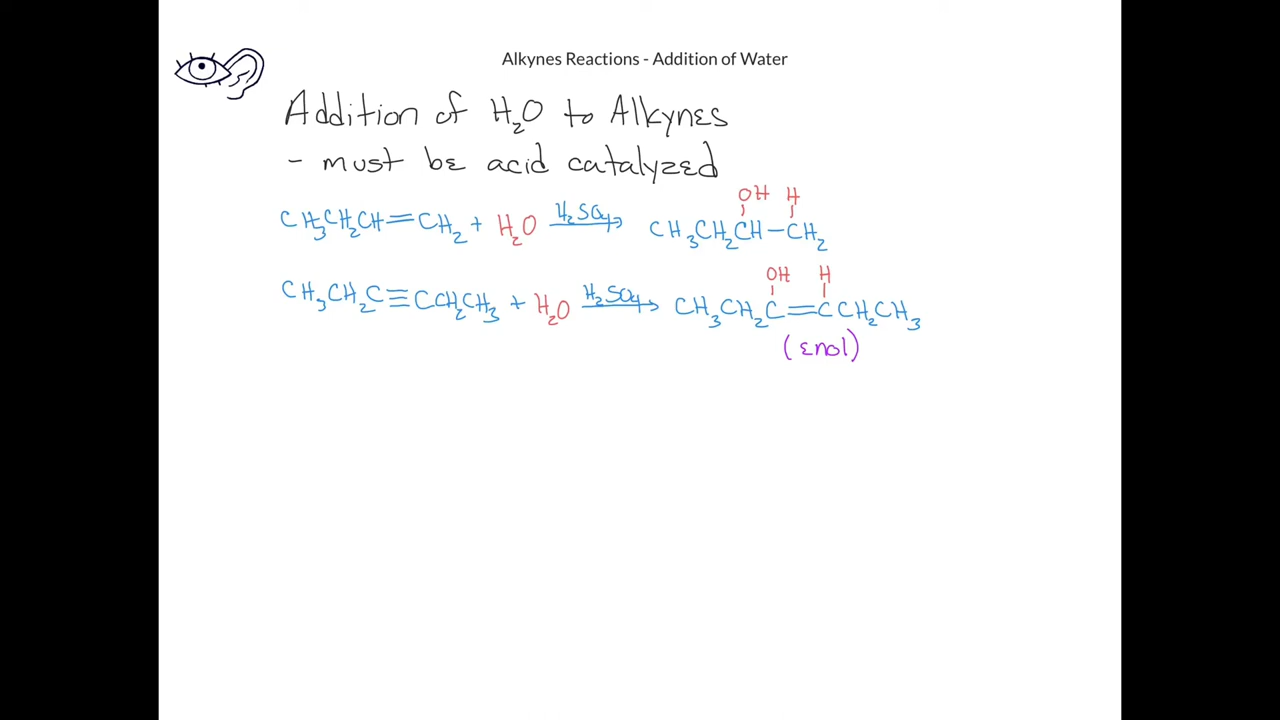 Alkynes Reactions - Addition of Water
Addition of H₂O to Alkynes
- must be acid catalyzed
OH H
CH₃CH₂CH=CH₂ + H₂O H₂SO₄→ CH₃CH₂CH–CH₂
OH H
CH₃CH₂C≡CCH₂CH₃ + H₂O H₂SO₄→ CH₃CH₂C=CCH₂CH₃
(enol)